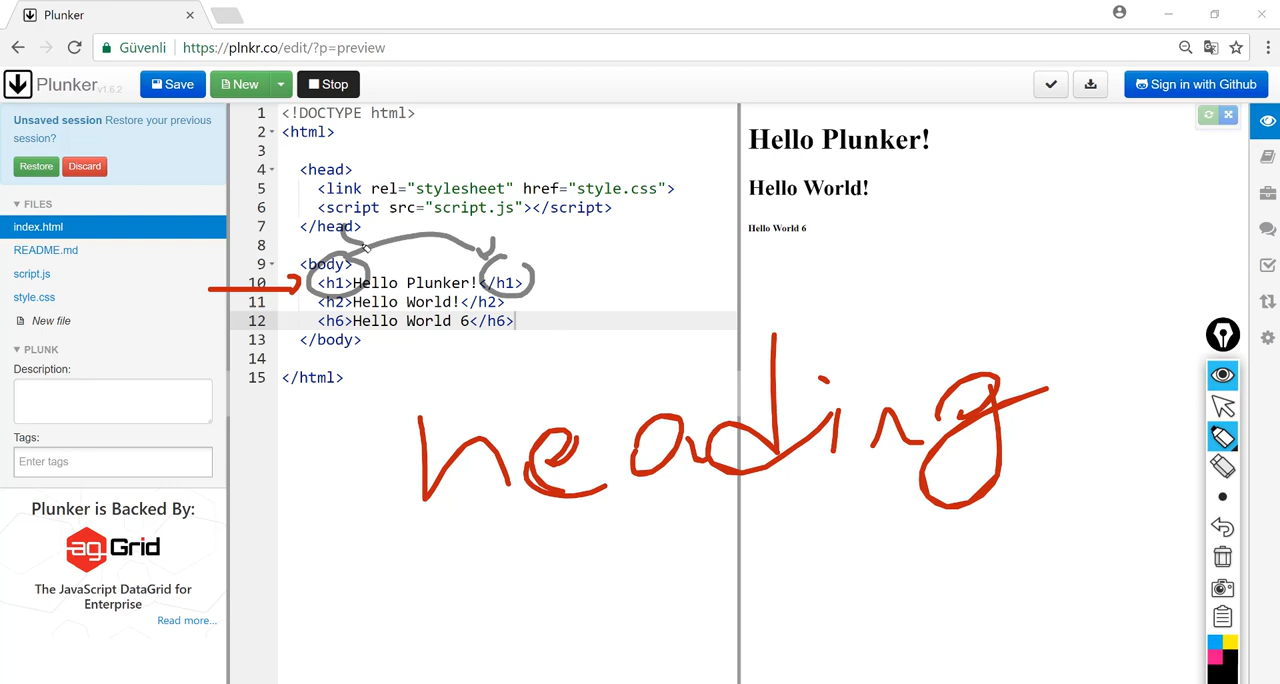 Plunker
Güvenli
https://plnkr.co/edit/?p=preview
Plunker v1.6.2
Save
New
Stop
Sign in with Github
Unsaved session Restore your previous
session?
Restore
Discard
FILES
index.html
README.md
script.js
style.css
New file
PLUNK
Description:
Tags:
Enter tags
Plunker is Backed By:
ag Grid
The JavaScript DataGrid for
Enterprise
Read more...
1 <!DOCTYPE html>
2 <html>
3
4 <head>
5 <link rel="stylesheet" href="style.css">
6 <script src="script.js"></script>
7 </head>
8
9 <body>
10 <h1>Hello Plunker!</h1>
11 <h2>Hello World!</h2>
12 <h6>Hello World 6</h6>
13 </body>
14
15 </html>
Hello Plunker!
Hello World!
Hello World 6
heading